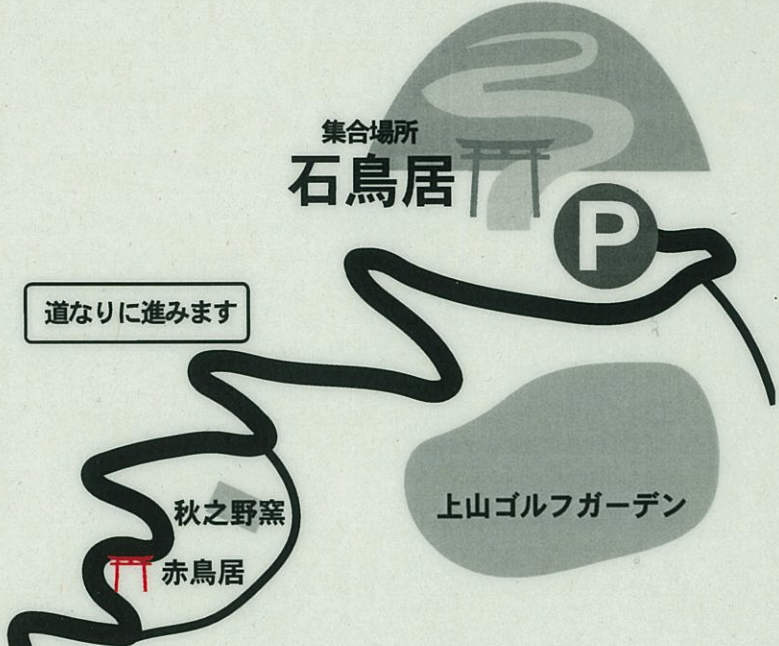 集合場所
石鳥居
P
道なりに進みます
秋之野窯
上山ゴルフガーデン
赤鳥居